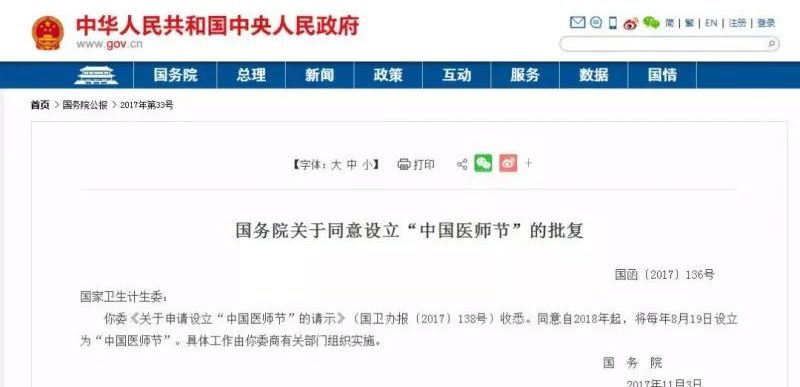 中华人民共和国中央人民政府
www.gov.cn
简 | 繁 | EN | 注册 | 登录
国务院 总理 新闻 政策 互动 服务 数据 国情
首页 > 国务院公报 > 2017年第33号
【字体：大 中 小】 打印 +
国务院关于同意设立“中国医师节”的批复
国函〔2017〕136号
国家卫生计生委：
你委《关于申请设立“中国医师节”的请示》（国卫办报〔2017〕138号）收悉。同意自2018年起，将每年8月19日设立
为“中国医师节”。具体工作由你委商有关部门组织实施。
国 务 院
2017年11月3日